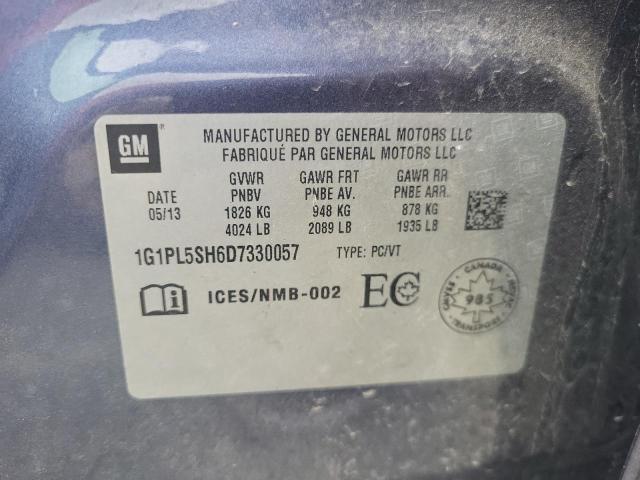 GM
MANUFACTURED BY GENERAL MOTORS LLC
FABRIQUÉ PAR GENERAL MOTORS LLC
GVWR GAWR FRT GAWR RR
DATE PNBV PNBE AV. PNBE ARR.
05/13 1826 KG 948 KG 878 KG
4024 LB 2089 LB 1935 LB
1G1PL5SH6D7330057 TYPE: PC/VT
i ICES/NMB-002 EC
CANADA
985
TRANSPORT